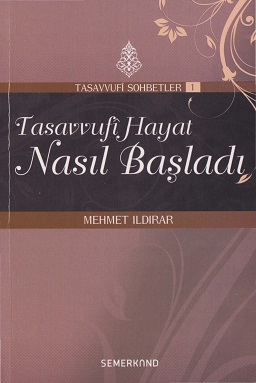 TASAVVUFİ SOHBETLER 1
Tasavvufî Hayat
Nasıl Başladı
MEHMET ILDIRAR
SEMERKAND